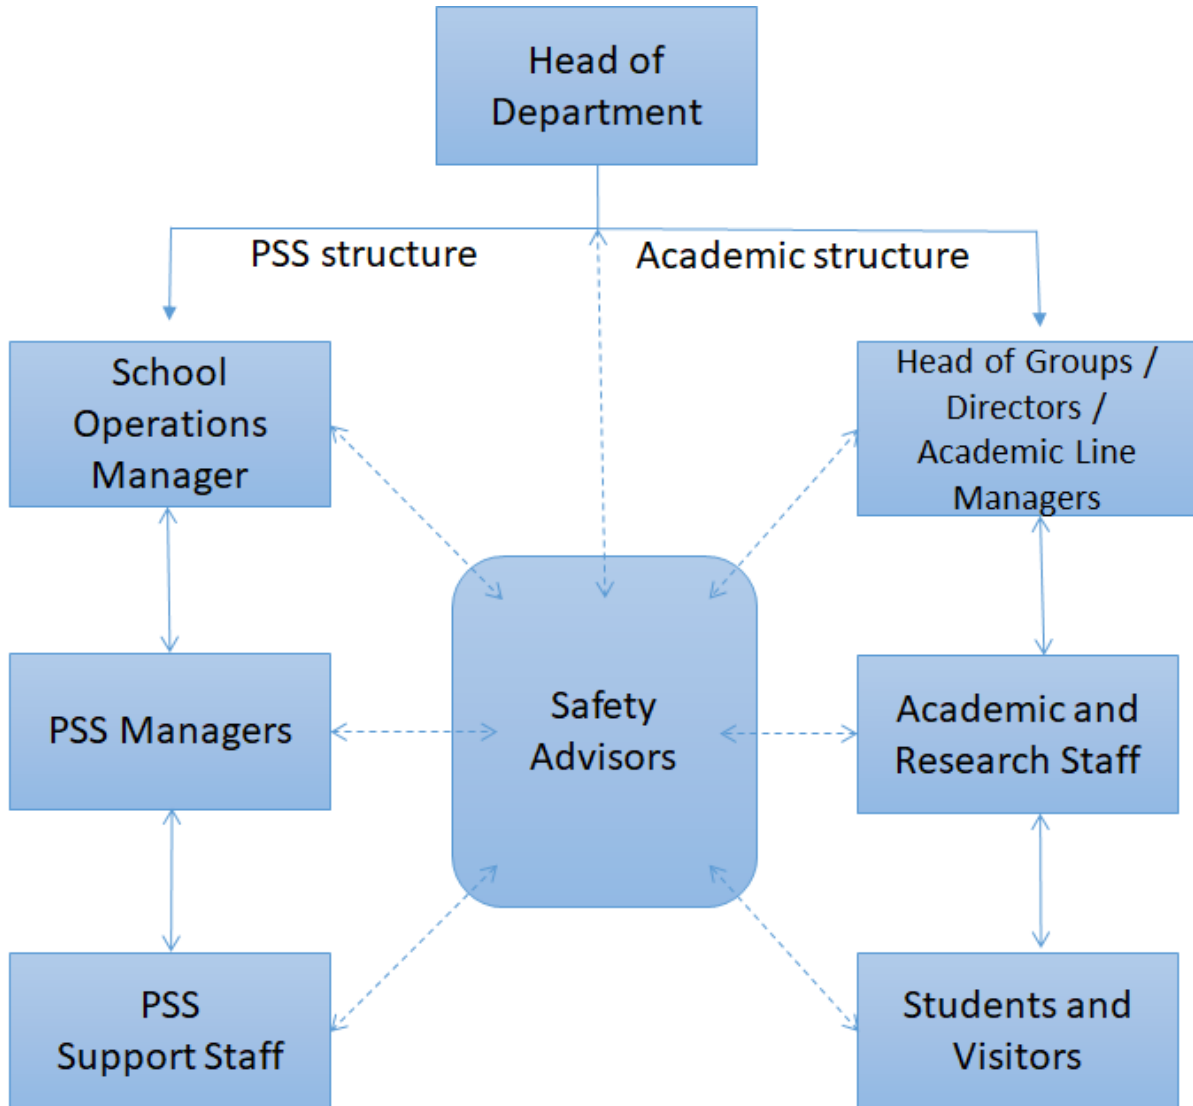 Head of
Department
PSS structure
Academic structure
School
Operations
Manager
Head of Groups /
Directors /
Academic Line
Managers
PSS Managers
Safety
Advisors
Academic and
Research Staff
PSS
Support Staff
Students and
Visitors